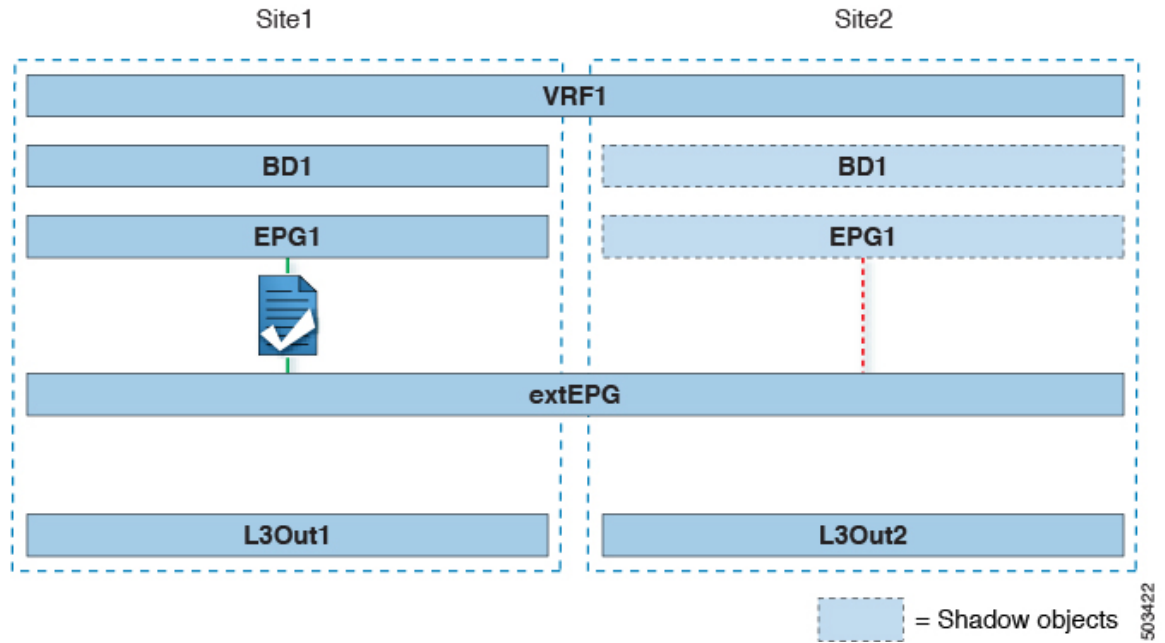 Site1
Site2
VRF1
BD1
BD1
EPG1
EPG1
extEPG
L3Out1
L3Out2
= Shadow objects
503422